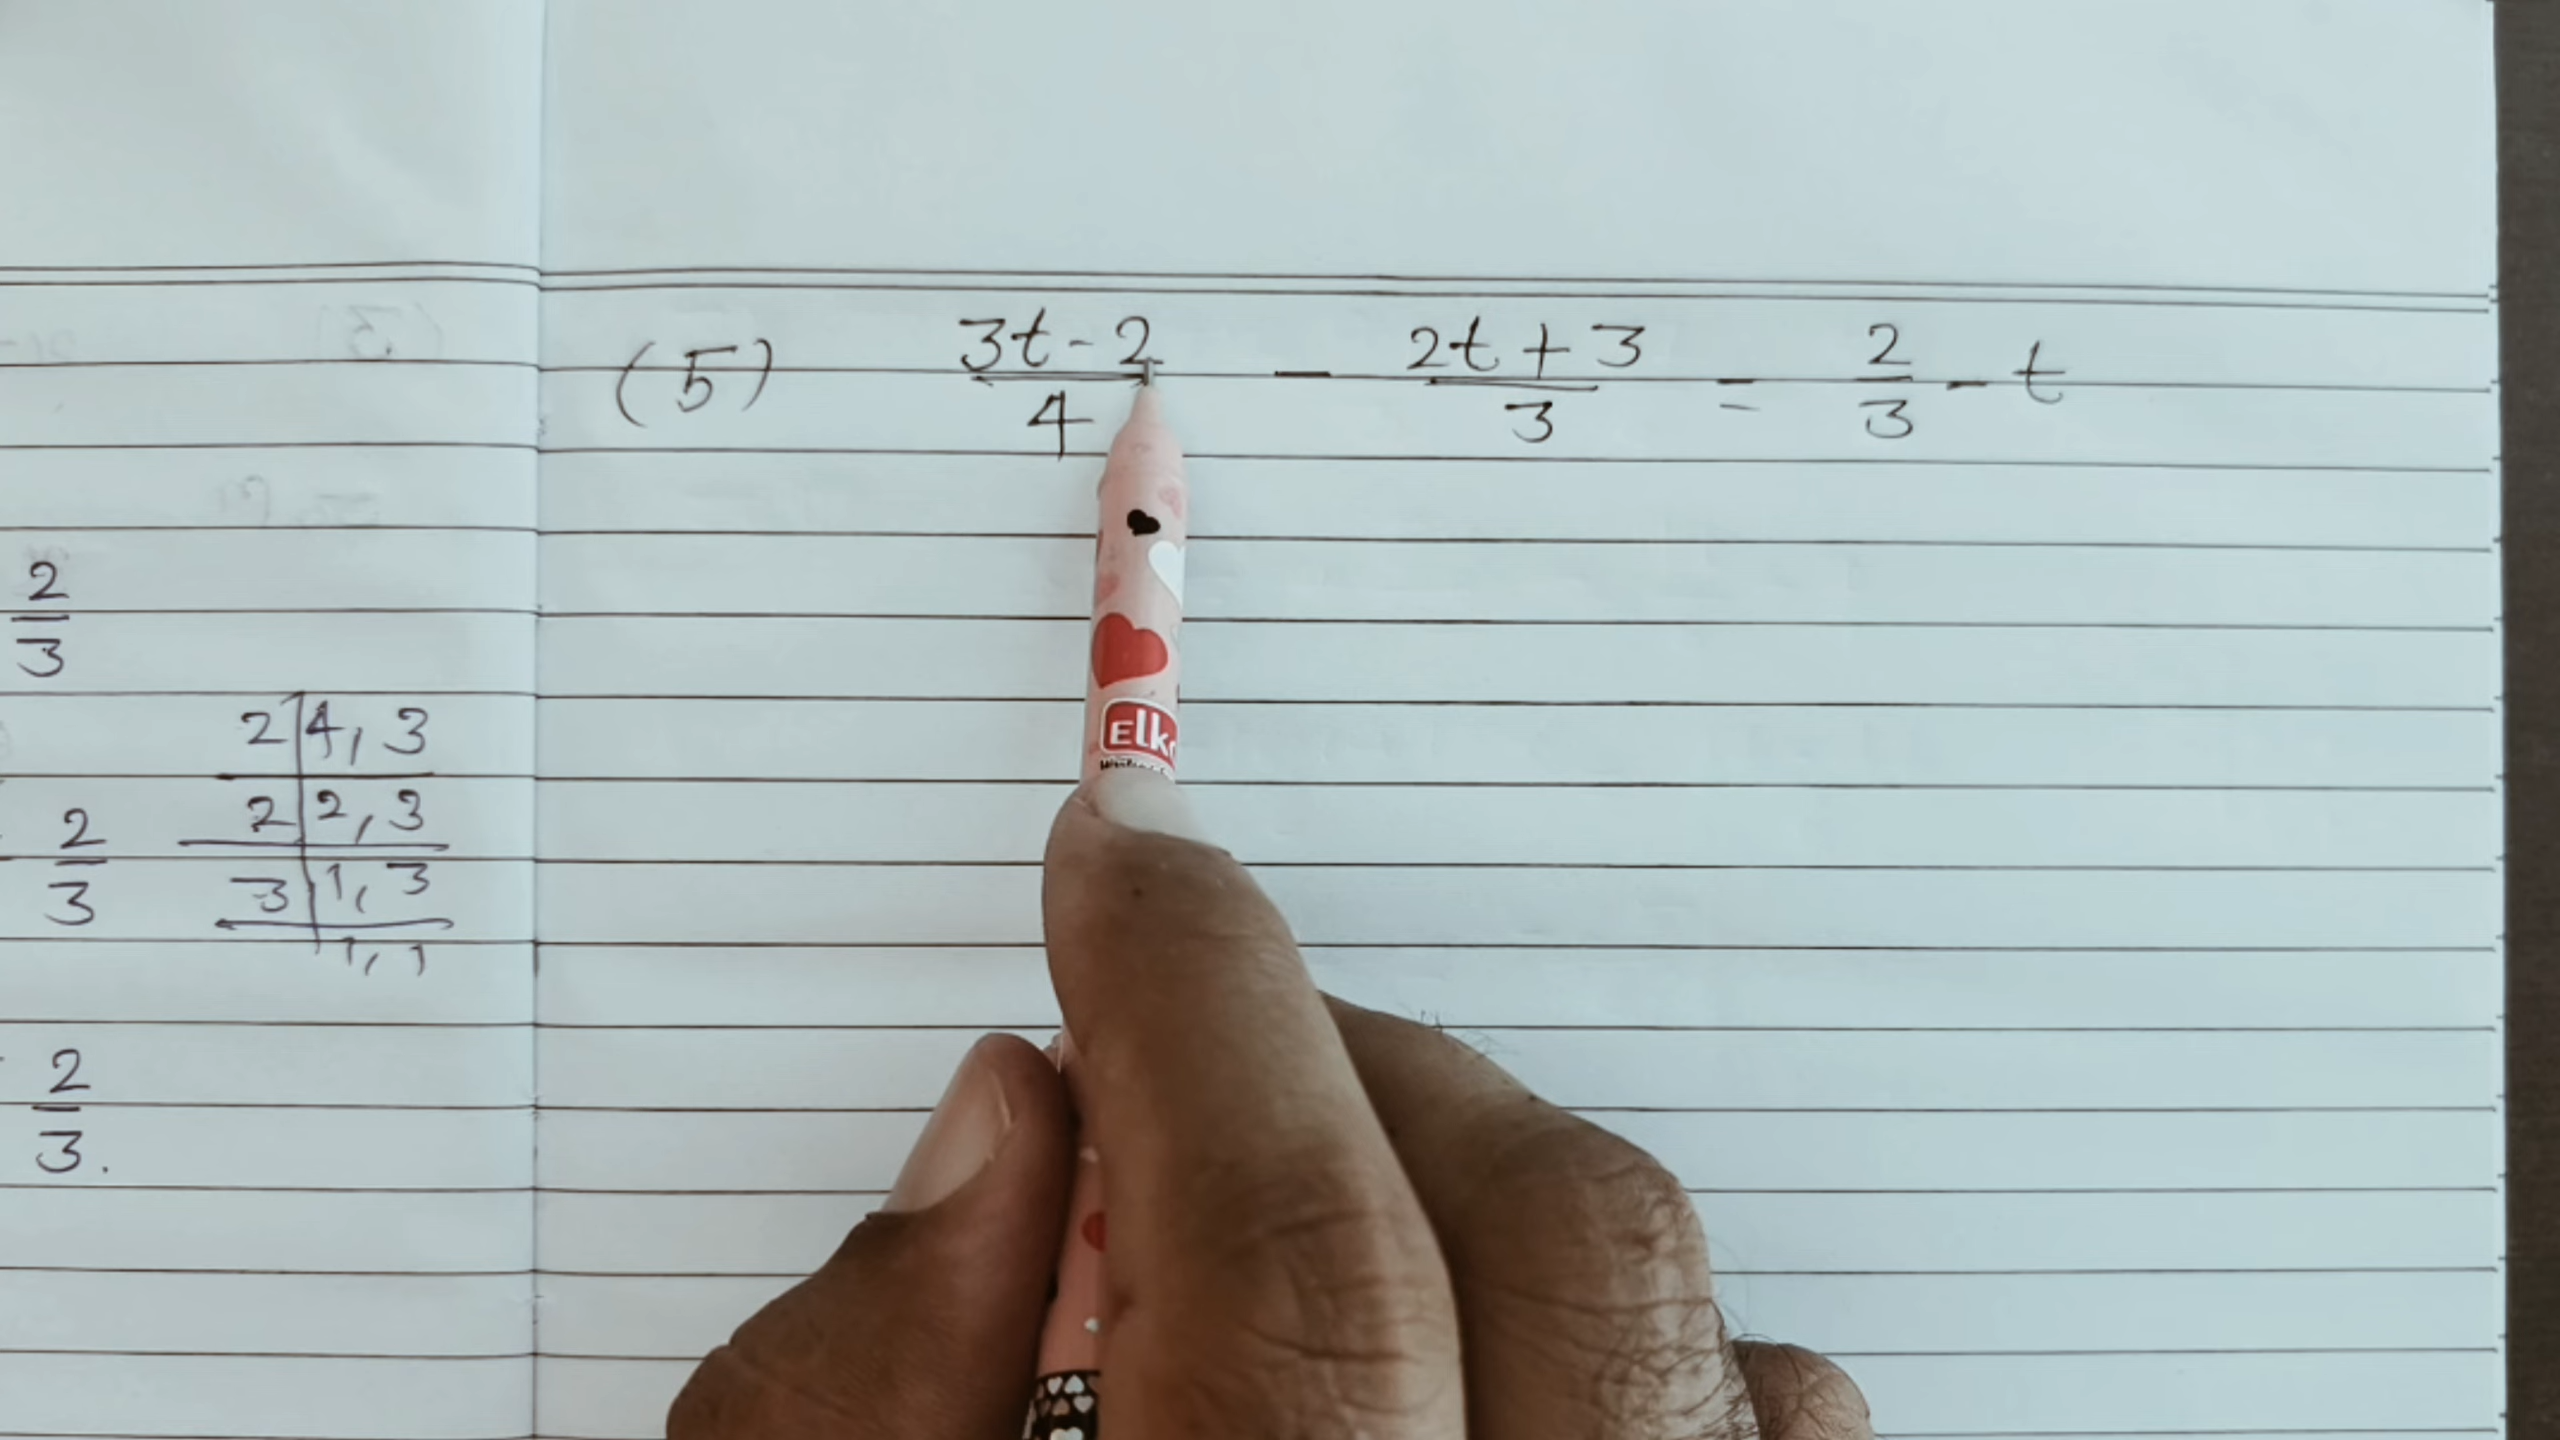 (5) (3t-2)/4 - (2t+3)/3 = 2/3 - t
2/3
2 | 4, 3
2/3 2 | 2, 3
3 | 1, 3
1, 1
2/3.
Elk